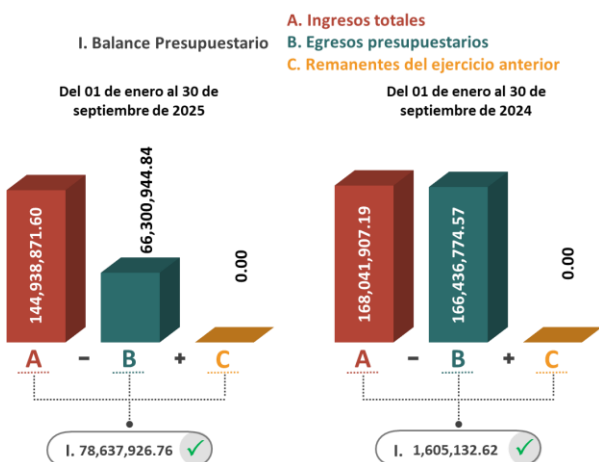 I. Balance Presupuestario
A. Ingresos totales
B. Egresos presupuestarios
C. Remanentes del ejercicio anterior
Del 01 de enero al 30 de
septiembre de 2025
144,938,871.60
66,300,944.84
0.00
A - B + C
I. 78,637,926.76 ✓
Del 01 de enero al 30 de
septiembre de 2024
168,041,907.19
166,436,774.57
0.00
A - B + C
I. 1,605,132.62 ✓